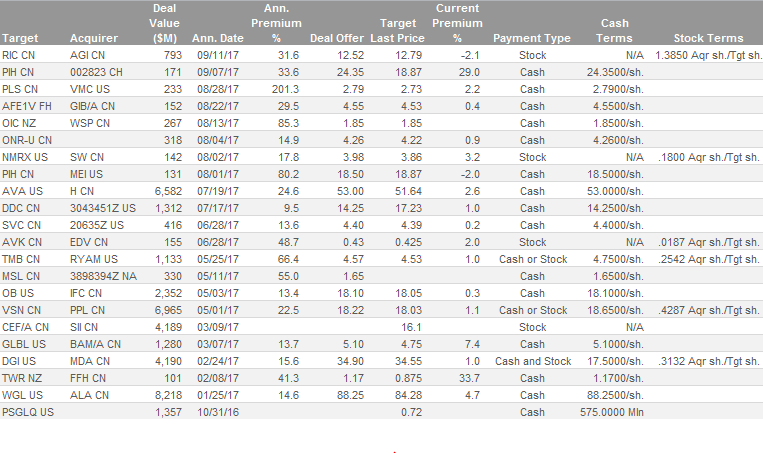 Deal Ann. Current
Value Premium Target Premium Cash
Target Acquirer ($M) Ann. Date % Deal Offer Last Price % Payment Type Terms Stock Terms
RIC CN AGI CN 793 09/11/17 31.6 12.52 12.79 -2.1 Stock N/A 1.3850 Aqr sh./Tgt sh.
PIH CN 002823 CH 171 09/07/17 33.6 24.35 18.87 29.0 Cash 24.3500/sh.
PLS CN VMC US 233 08/28/17 201.3 2.79 2.73 2.2 Cash 2.7900/sh.
AFE1V FH GIB/A CN 152 08/22/17 29.5 4.55 4.53 0.4 Cash 4.5500/sh.
OIC NZ WSP CN 267 08/13/17 85.3 1.85 1.85 Cash 1.8500/sh.
ONR-U CN 318 08/04/17 14.9 4.26 4.22 0.9 Cash 4.2600/sh.
NMRX US SW CN 142 08/02/17 17.8 3.98 3.86 3.2 Stock N/A .1800 Aqr sh./Tgt sh.
PIH CN MEI US 131 08/01/17 80.2 18.50 18.87 -2.0 Cash 18.5000/sh.
AVA US H CN 6,582 07/19/17 24.6 53.00 51.64 2.6 Cash 53.0000/sh.
DDC CN 3043451Z US 1,312 07/17/17 9.5 14.25 17.23 1.0 Cash 14.2500/sh.
SVC CN 20635Z US 416 06/28/17 13.6 4.40 4.39 0.2 Cash 4.4000/sh.
AVK CN EDV CN 155 06/28/17 48.7 0.43 0.425 2.0 Stock N/A .0187 Aqr sh./Tgt sh.
TMB CN RYAM US 1,133 05/25/17 66.4 4.57 4.53 1.0 Cash or Stock 4.7500/sh. .2542 Aqr sh./Tgt sh.
MSL CN 3898394Z NA 330 05/11/17 55.0 1.65 Cash 1.6500/sh.
OB US IFC CN 2,352 05/03/17 13.4 18.10 18.05 0.3 Cash 18.1000/sh.
VSN CN PPL CN 6,965 05/01/17 22.5 18.22 18.03 1.1 Cash or Stock 18.6500/sh. .4287 Aqr sh./Tgt sh.
CEF/A CN SII CN 4,189 03/09/17 16.1 Stock N/A
GLBL US BAM/A CN 1,280 03/07/17 13.7 5.10 4.75 7.4 Cash 5.1000/sh.
DGI US MDA CN 4,190 02/24/17 15.6 34.90 34.55 1.0 Cash and Stock 17.5000/sh. .3132 Aqr sh./Tgt sh.
TWR NZ FFH CN 101 02/08/17 41.3 1.17 0.875 33.7 Cash 1.1700/sh.
WGL US ALA CN 8,218 01/25/17 14.6 88.25 84.28 4.7 Cash 88.2500/sh.
PSGLQ US 1,357 10/31/16 0.72 Cash 575.0000 Mln